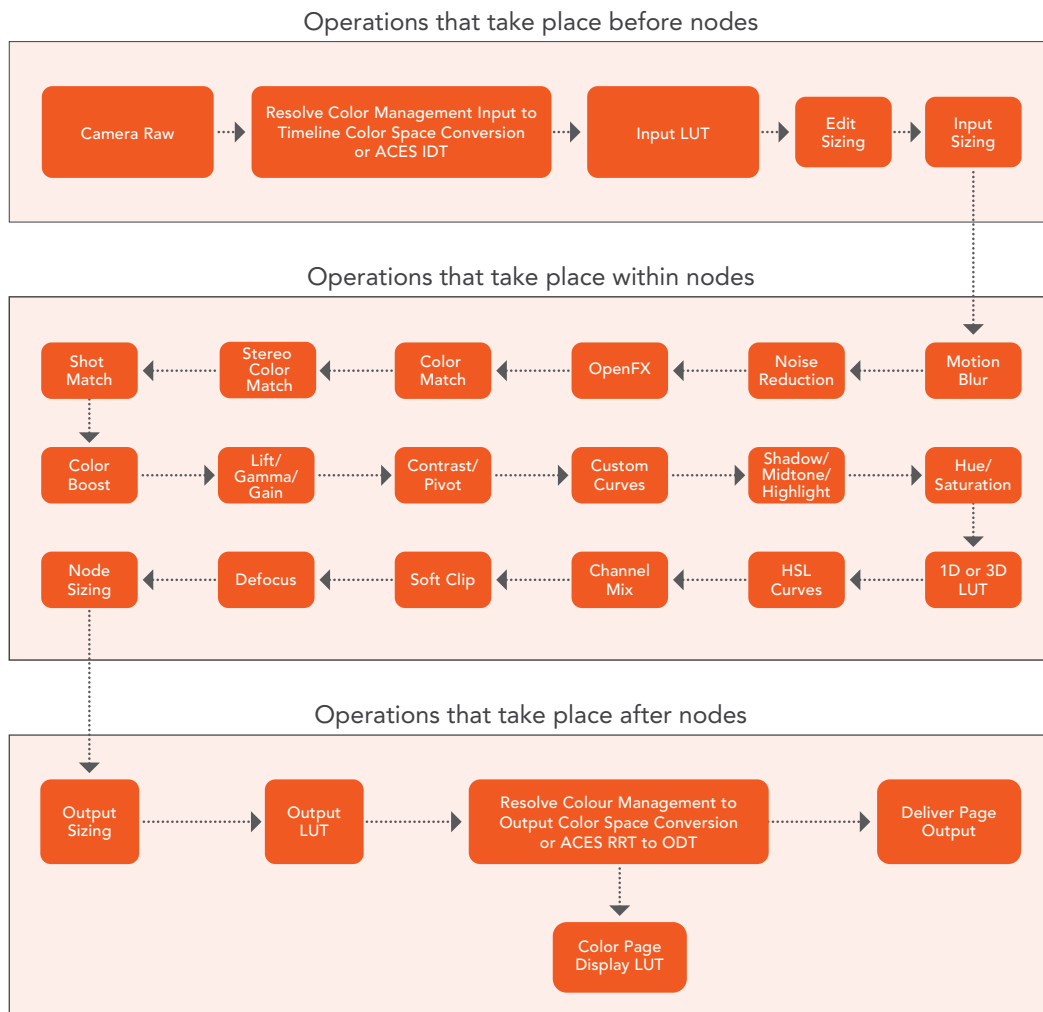 Operations that take place before nodes
Camera Raw
Resolve Color Management Input to
Timeline Color Space Conversion
or ACES IDT
Input LUT
Edit
Sizing
Input
Sizing
Operations that take place within nodes
Shot
Match
Stereo
Color
Match
Color
Match
OpenFX
Noise
Reduction
Motion
Blur
Color
Boost
Lift/
Gamma/
Gain
Contrast/
Pivot
Custom
Curves
Shadow/
Midtone/
Highlight
Hue/
Saturation
Node
Sizing
Defocus
Soft Clip
Channel
Mix
HSL
Curves
1D or 3D
LUT
Operations that take place after nodes
Output
Sizing
Output
LUT
Resolve Colour Management to
Output Color Space Conversion
or ACES RRT to ODT
Deliver Page
Output
Color Page
Display LUT